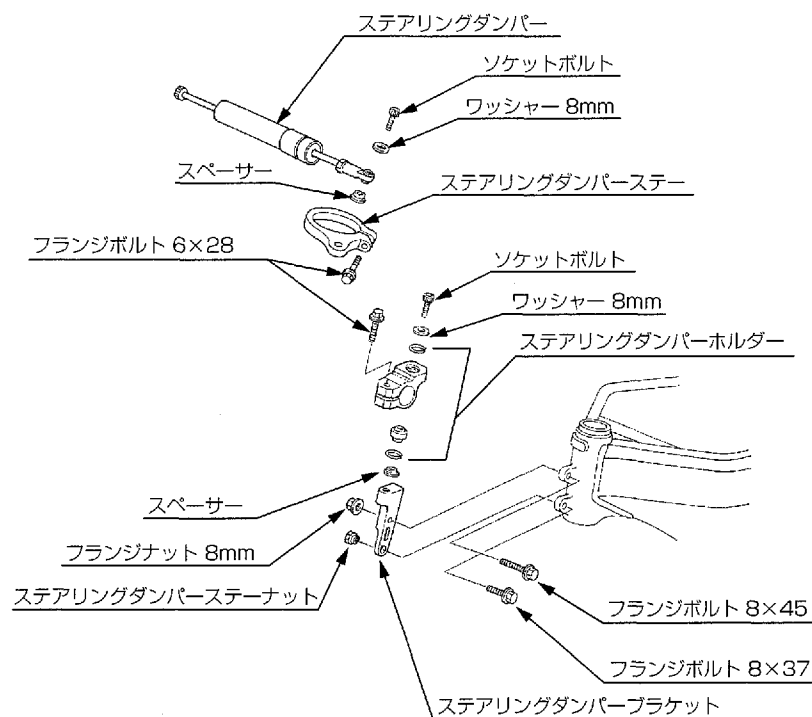 ステアリングダンパー
ソケットボルト
ワッシャー 8mm
スペーサー
ステアリングダンパーステー
フランジボルト 6×28
ソケットボルト
ワッシャー 8mm
ステアリングダンパーホルダー
スペーサー
フランジナット 8mm
ステアリングダンパーステーナット
フランジボルト 8×45
フランジボルト 8×37
ステアリングダンパーブラケット